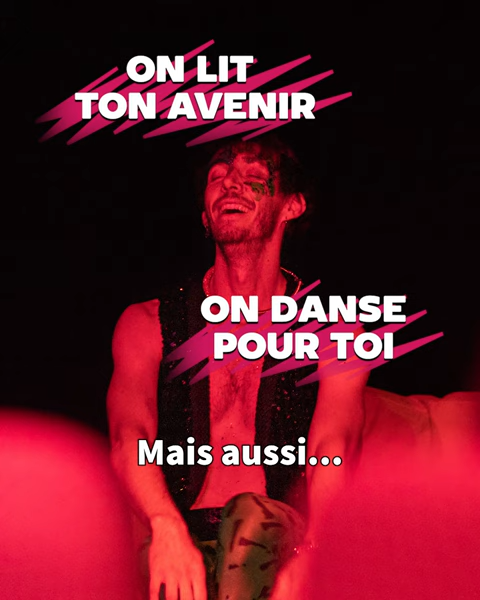 ON LIT
TON AVENIR
ON DANSE
POUR TOI
Mais aussi...